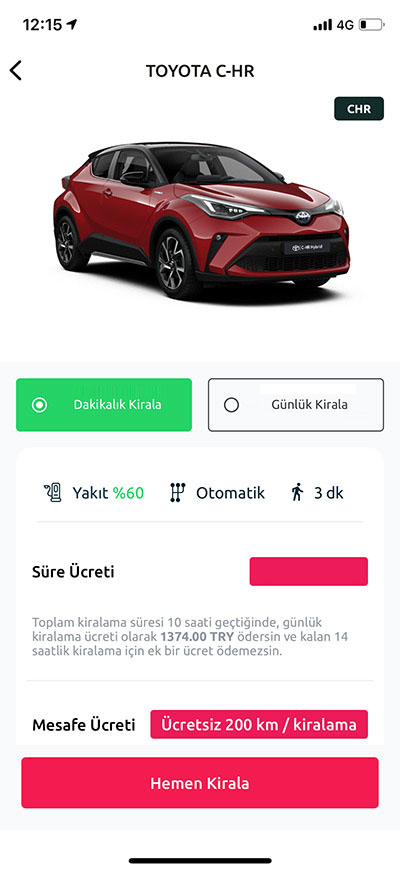 12:15
4G
TOYOTA C-HR
CHR
C-HR Hybrid
Dakikalık Kirala
Günlük Kirala
Yakıt %60
Otomatik
3 dk
Süre Ücreti
Toplam kiralama süresi 10 saati geçtiğinde, günlük
kiralama ücreti olarak 1374.00 TRY ödersin ve kalan 14
saatlik kiralama için ek bir ücret ödemezsin.
Mesafe Ücreti
Ücretsiz 200 km / kiralama
Hemen Kirala